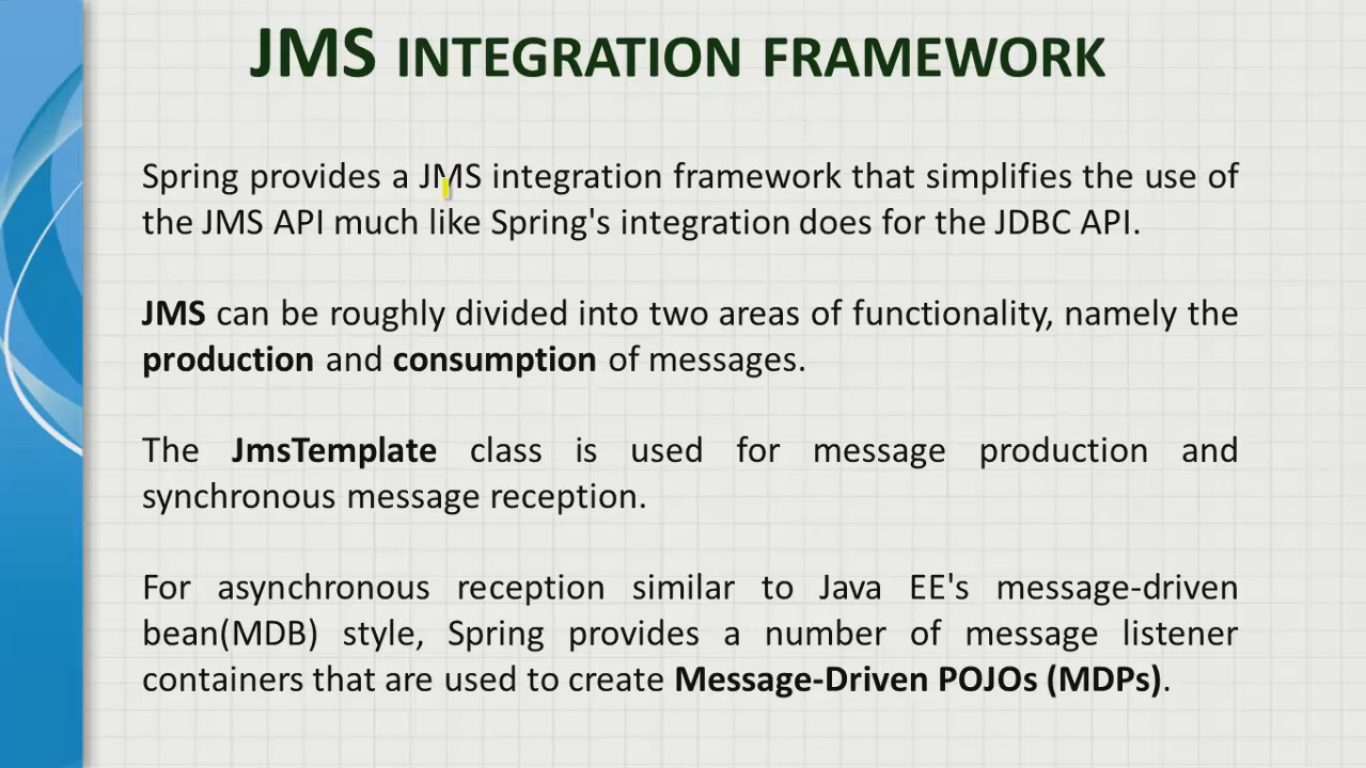 JMS INTEGRATION FRAMEWORK
Spring provides a JMS integration framework that simplifies the use of
the JMS API much like Spring's integration does for the JDBC API.
JMS can be roughly divided into two areas of functionality, namely the
production and consumption of messages.
The JmsTemplate class is used for message production and
synchronous message reception.
For asynchronous reception similar to Java EE's message-driven
bean(MDB) style, Spring provides a number of message listener
containers that are used to create Message-Driven POJOs (MDPs).